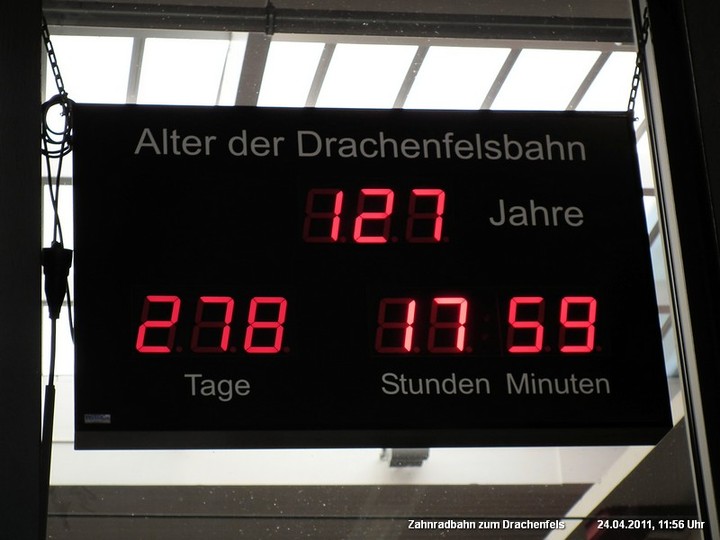 Alter der Drachenfelsbahn
127 Jahre
278 17 59
Tage Stunden Minuten
Zahnradbahn zum Drachenfels 24.04.2011, 11:56 Uhr